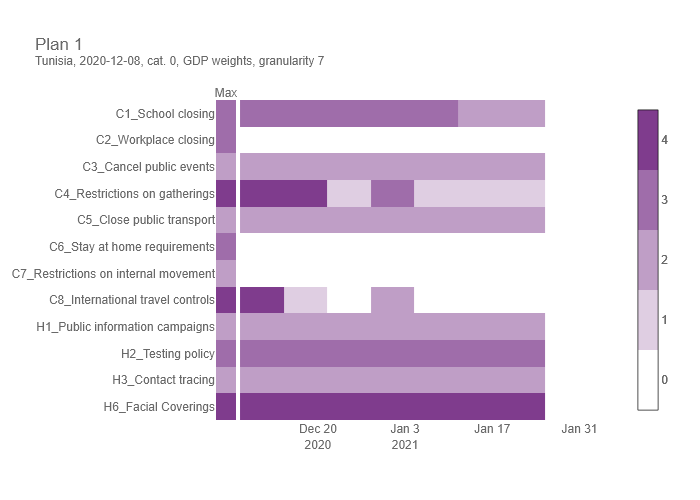 Plan 1
Tunisia, 2020-12-08, cat. 0, GDP weights, granularity 7
Max
C1_School closing
C2_Workplace closing
C3_Cancel public events
C4_Restrictions on gatherings
C5_Close public transport
C6_Stay at home requirements
C7_Restrictions on internal movement
C8_International travel controls
H1_Public information campaigns
H2_Testing policy
H3_Contact tracing
H6_Facial Coverings
Dec 20 Jan 3 Jan 17 Jan 31
2020 2021
4
3
2
1
0